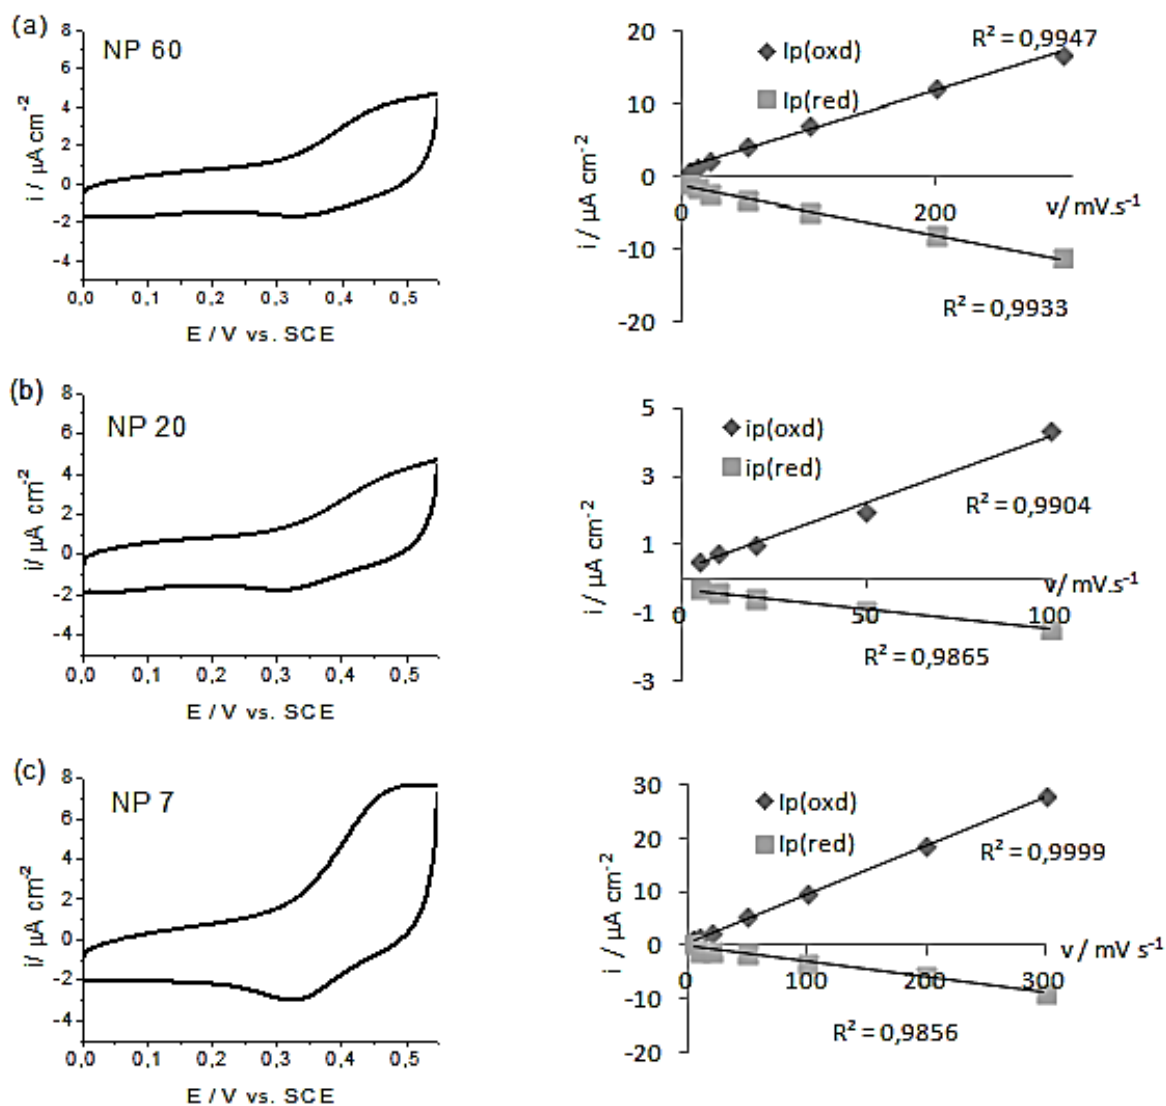 (a)
NP 60
i / µA cm-2
8
6
4
2
0
-2
-4
0,0 0,1 0,2 0,3 0,4 0,5
E / V vs. SCE
Ip(oxd)
Ip(red)
R² = 0,9947
i / µA cm-2
20
10
0
-10
-20
0 200
v/ mV.s-1
R² = 0,9933
(b)
NP 20
i/ µA cm-2
8
6
4
2
0
-2
-4
0,0 0,1 0,2 0,3 0,4 0,5
E / V vs. SCE
ip(oxd)
ip(red)
R² = 0,9904
i / µA cm-2
5
3
1
-1
-3
0 50 100
v/ mV.s-1
R² = 0,9865
(c)
NP 7
i/ µA cm-2
8
6
4
2
0
-2
-4
0,0 0,1 0,2 0,3 0,4 0,5
E / V vs. SCE
Ip(oxd)
Ip(red)
R² = 0,9999
i / µA cm-2
30
20
10
0
-10
-20
0 100 200 300
v / mV s-1
R² = 0,9856